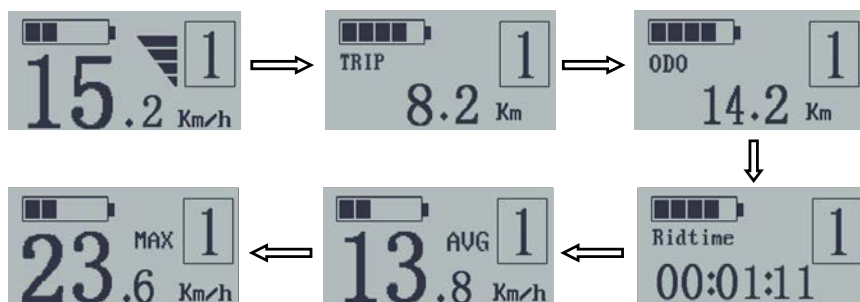 1
15.2 Km/h
1
TRIP
8.2 Km
1
ODO
14.2 Km
1
Ridtime
00:01:11
1
AVG
13.8 Km/h
1
MAX
23.6 Km/h